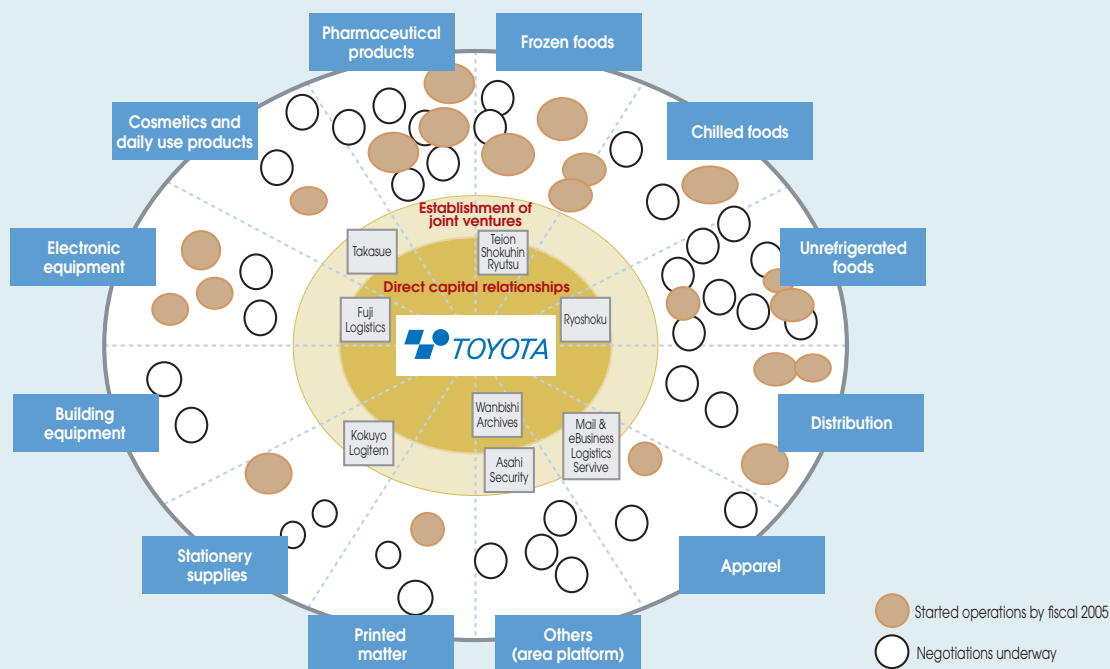 Pharmaceutical
products
Frozen foods
Cosmetics and
daily use products
Chilled foods
Establishment of
joint ventures
Takasue
Teion
Shokuhin
Ryutsu
Electronic
equipment
Unrefrigerated
foods
Direct capital relationships
Fuji
Logistics
Ryoshoku
TOYOTA
Building
equipment
Distribution
Wanbishi
Archives
Mail &
eBusiness
Logistics
Servive
Kokuyo
Logitem
Asahi
Security
Stationery
supplies
Apparel
Printed
matter
Others
(area platform)
Started operations by fiscal 2005
Negotiations underway